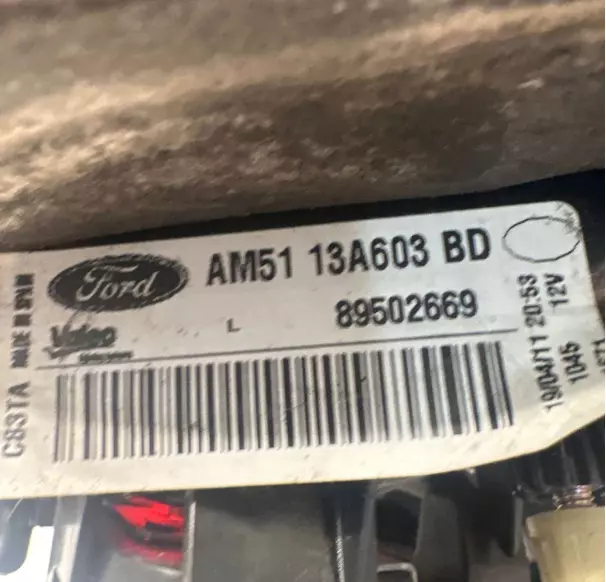 Ford
AM51 13A603 BD
Valeo
L
89502669
C83TA MADE IN SPAIN
19/04/11 20:53
1045 12V